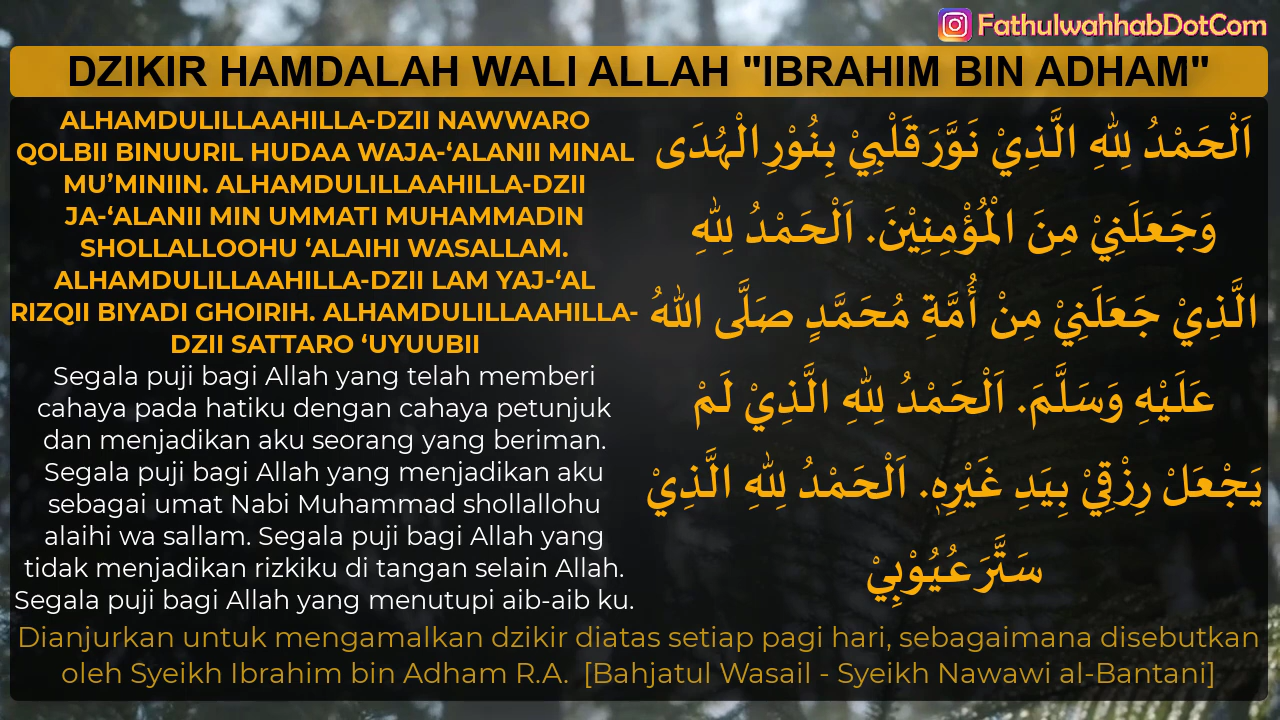 FathulwahhabDotCom
DZIKIR HAMDALAH WALI ALLAH "IBRAHIM BIN ADHAM"
ALHAMDULILLAAHILLA-DZII NAWWARO
QOLBII BINUURIL HUDAA WAJA-‘ALANII MINAL
MU’MINIIN. ALHAMDULILLAAHILLA-DZII
JA-‘ALANII MIN UMMATI MUHAMMADIN
SHOLLALLOOHU ‘ALAIHI WASALLAM.
ALHAMDULILLAAHILLA-DZII LAM YAJ-‘AL
RIZQII BIYADI GHOIRIH. ALHAMDULILLAAHILLA-
DZII SATTARO ‘UYUUBII
Segala puji bagi Allah yang telah memberi
cahaya pada hatiku dengan cahaya petunjuk
dan menjadikan aku seorang yang beriman.
Segala puji bagi Allah yang menjadikan aku
sebagai umat Nabi Muhammad shollallohu
alaihi wa sallam. Segala puji bagi Allah yang
tidak menjadikan rizkiku di tangan selain Allah.
Segala puji bagi Allah yang menutupi aib-aib ku.
اَلْحَمْدُ لِلّٰهِ الَّذِيْ نَوَّرَ قَلْبِيْ بِنُوْرِ الْهُدَى
وَجَعَلَنِيْ مِنَ الْمُؤْمِنِيْنَ. اَلْحَمْدُ لِلّٰهِ
الَّذِيْ جَعَلَنِيْ مِنْ أُمَّةِ مُحَمَّدٍ صَلَّى اللّٰهُ
عَلَيْهِ وَسَلَّمَ. اَلْحَمْدُ لِلّٰهِ الَّذِيْ لَمْ
يَجْعَلْ رِزْقِيْ بِيَدِ غَيْرِهٖ. اَلْحَمْدُ لِلّٰهِ الَّذِيْ
سَتَّرَ عُيُوْبِيْ
Dianjurkan untuk mengamalkan dzikir diatas setiap pagi hari, sebagaimana disebutkan
oleh Syeikh Ibrahim bin Adham R.A. [Bahjatul Wasail - Syeikh Nawawi al-Bantani]